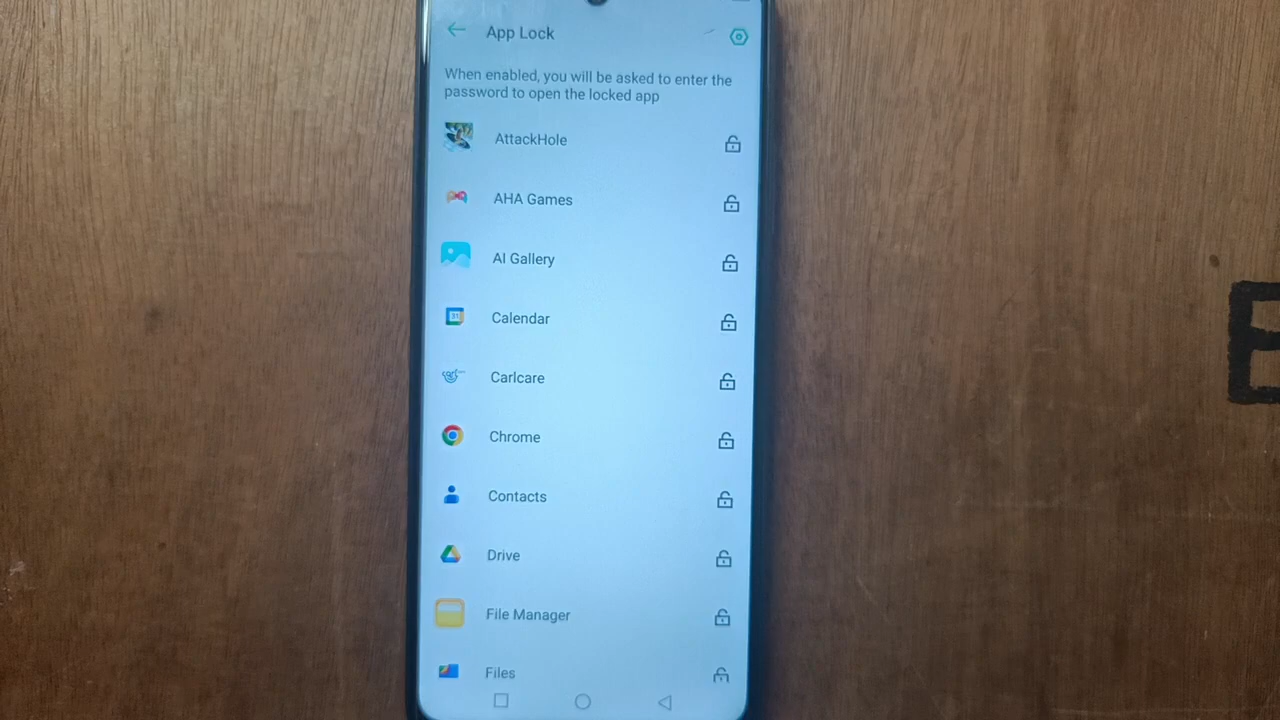 App Lock
When enabled, you will be asked to enter the
password to open the locked app
AttackHole
AHA Games
AI Gallery
Calendar
Carlcare
Chrome
Contacts
Drive
File Manager
Files
E